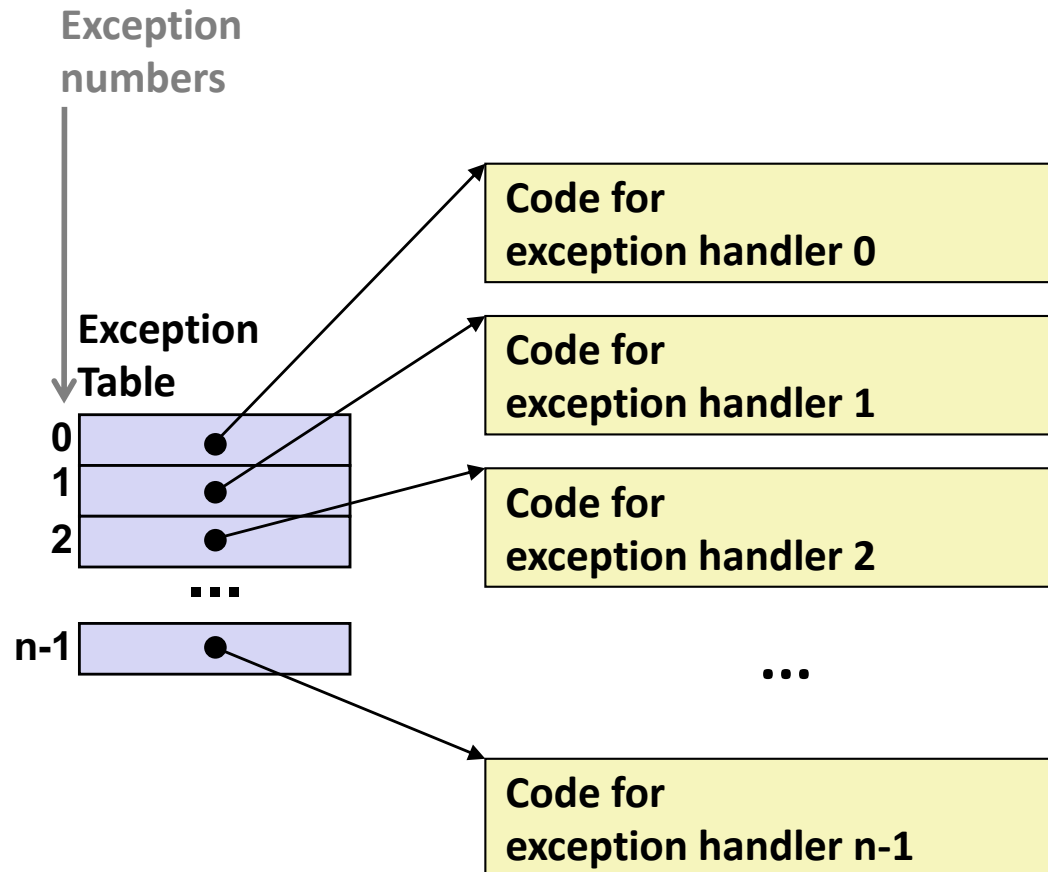 Exception
numbers
Exception
Table
0
1
2
...
n-1
Code for
exception handler 0
Code for
exception handler 1
Code for
exception handler 2
...
Code for
exception handler n-1